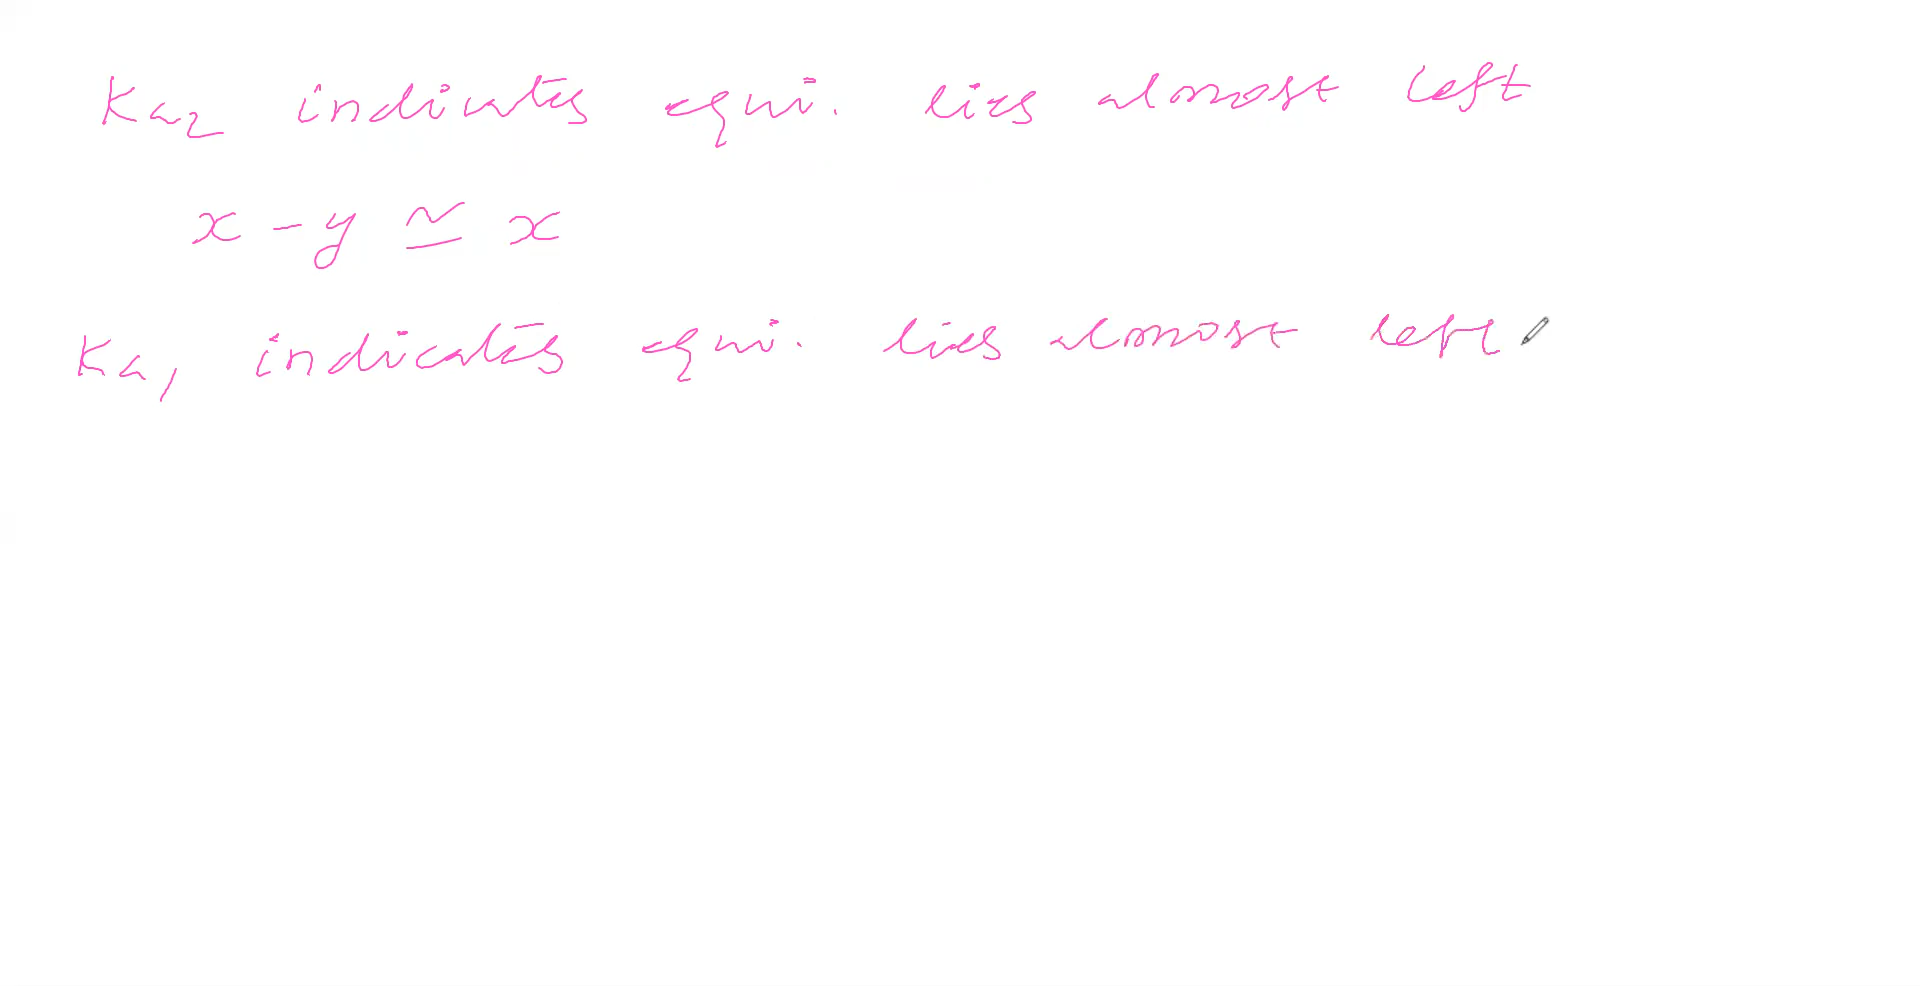 Ka₂ indicates equi. lies almost left
x - y ≃ x
Ka₁ indicates equi. lies almost left